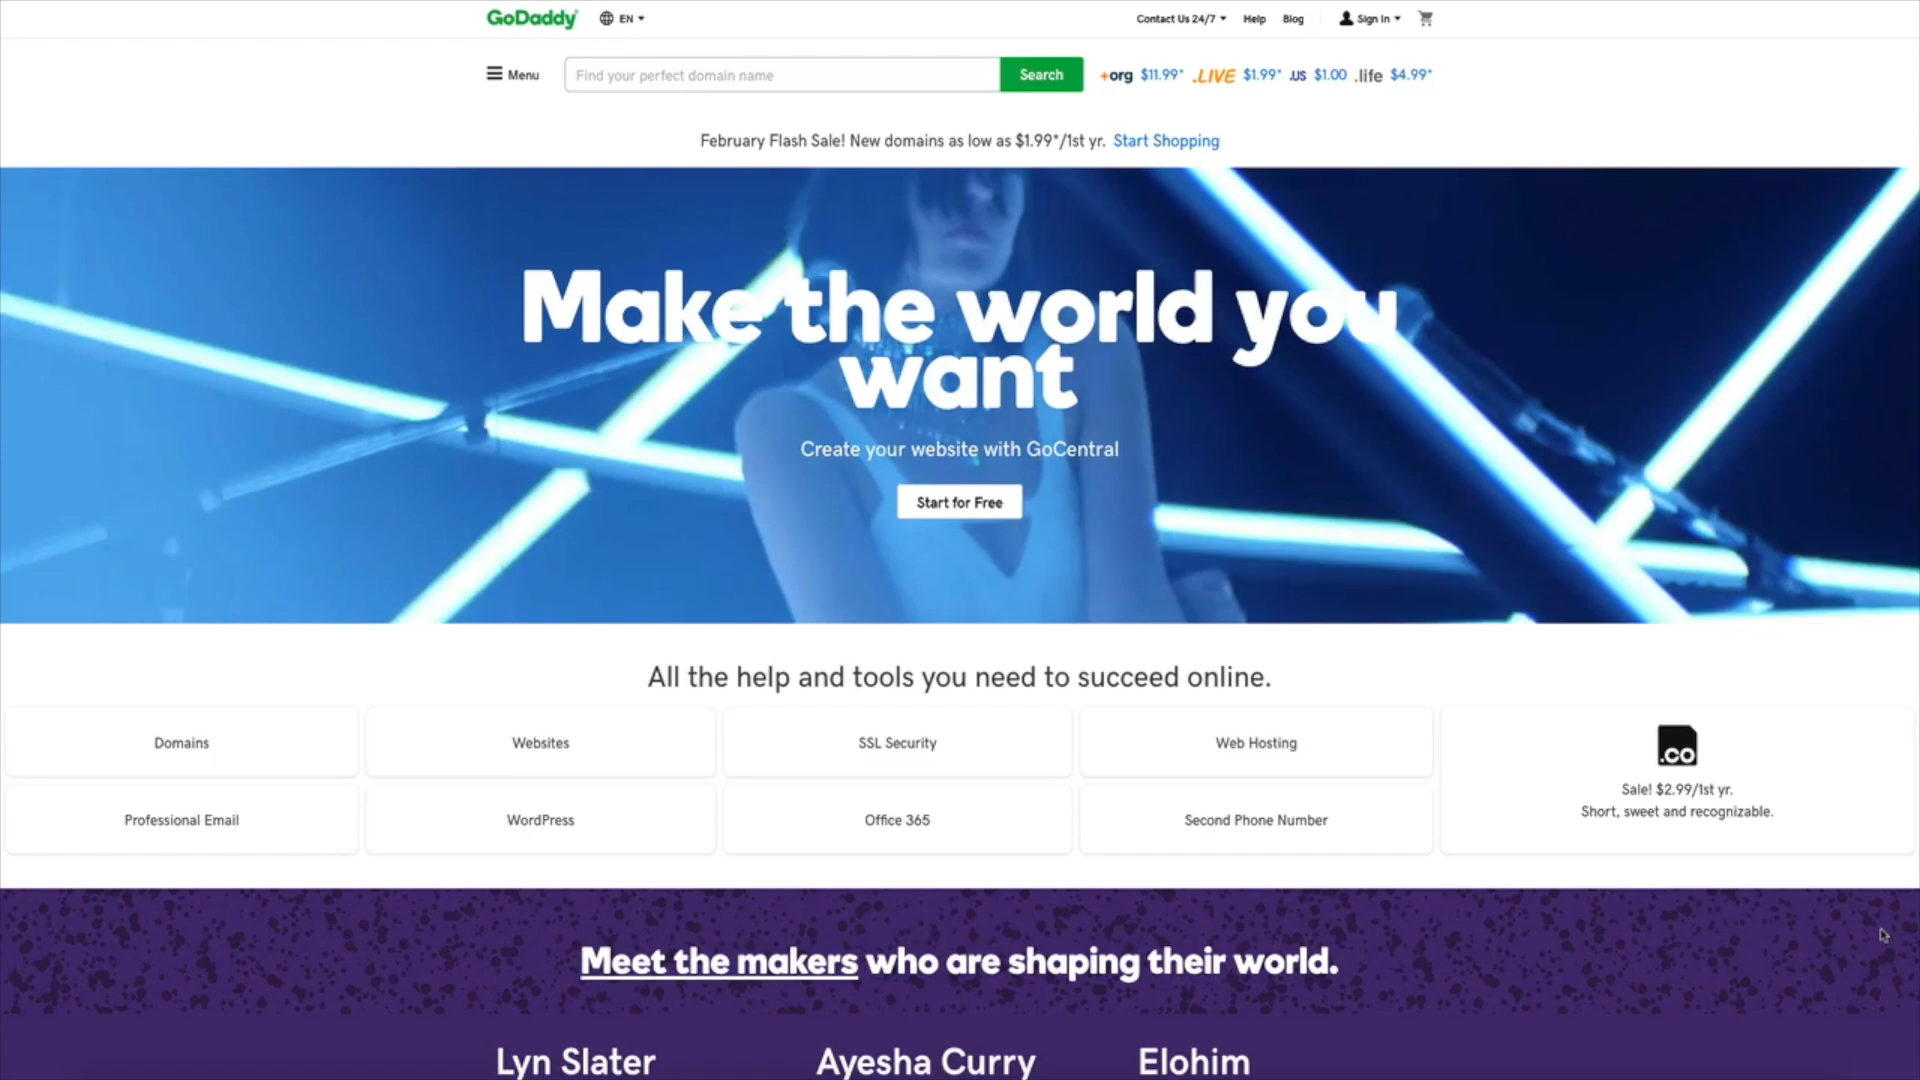 GoDaddy EN Contact Us 24/7 Help Blog Sign In
Menu Find your perfect domain name Search +org $11.99* .LIVE $1.99* .US $1.00 .life $4.99*
February Flash Sale! New domains as low as $1.99*/1st yr. Start Shopping
Make the world you
want
Create your website with GoCentral
Start for Free
All the help and tools you need to succeed online.
Domains Websites SSL Security Web Hosting
.CO
Sale! $2.99/1st yr.
Short, sweet and recognizable.
Professional Email WordPress Office 365 Second Phone Number
Meet the makers who are shaping their world.
Lyn Slater Ayesha Curry Elohim